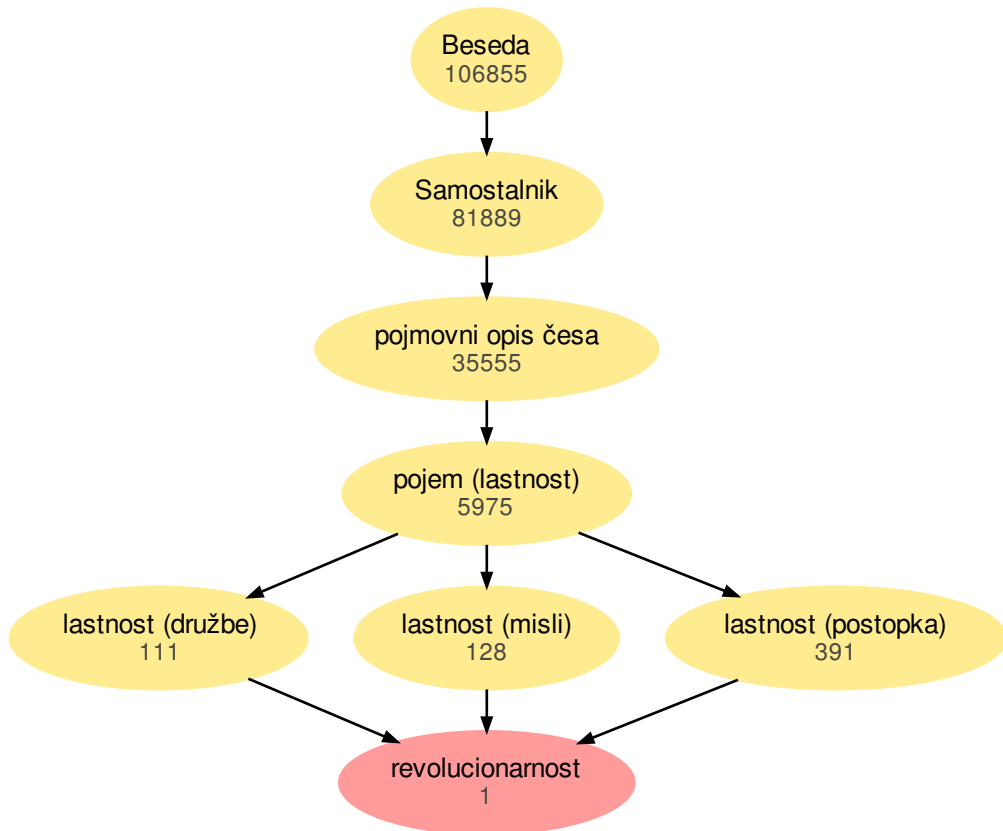 Beseda
106855
Samostalnik
81889
pojmovni opis česa
35555
pojem (lastnost)
5975
lastnost (družbe)
111
lastnost (misli)
128
lastnost (postopka)
391
revolucionarnost
1